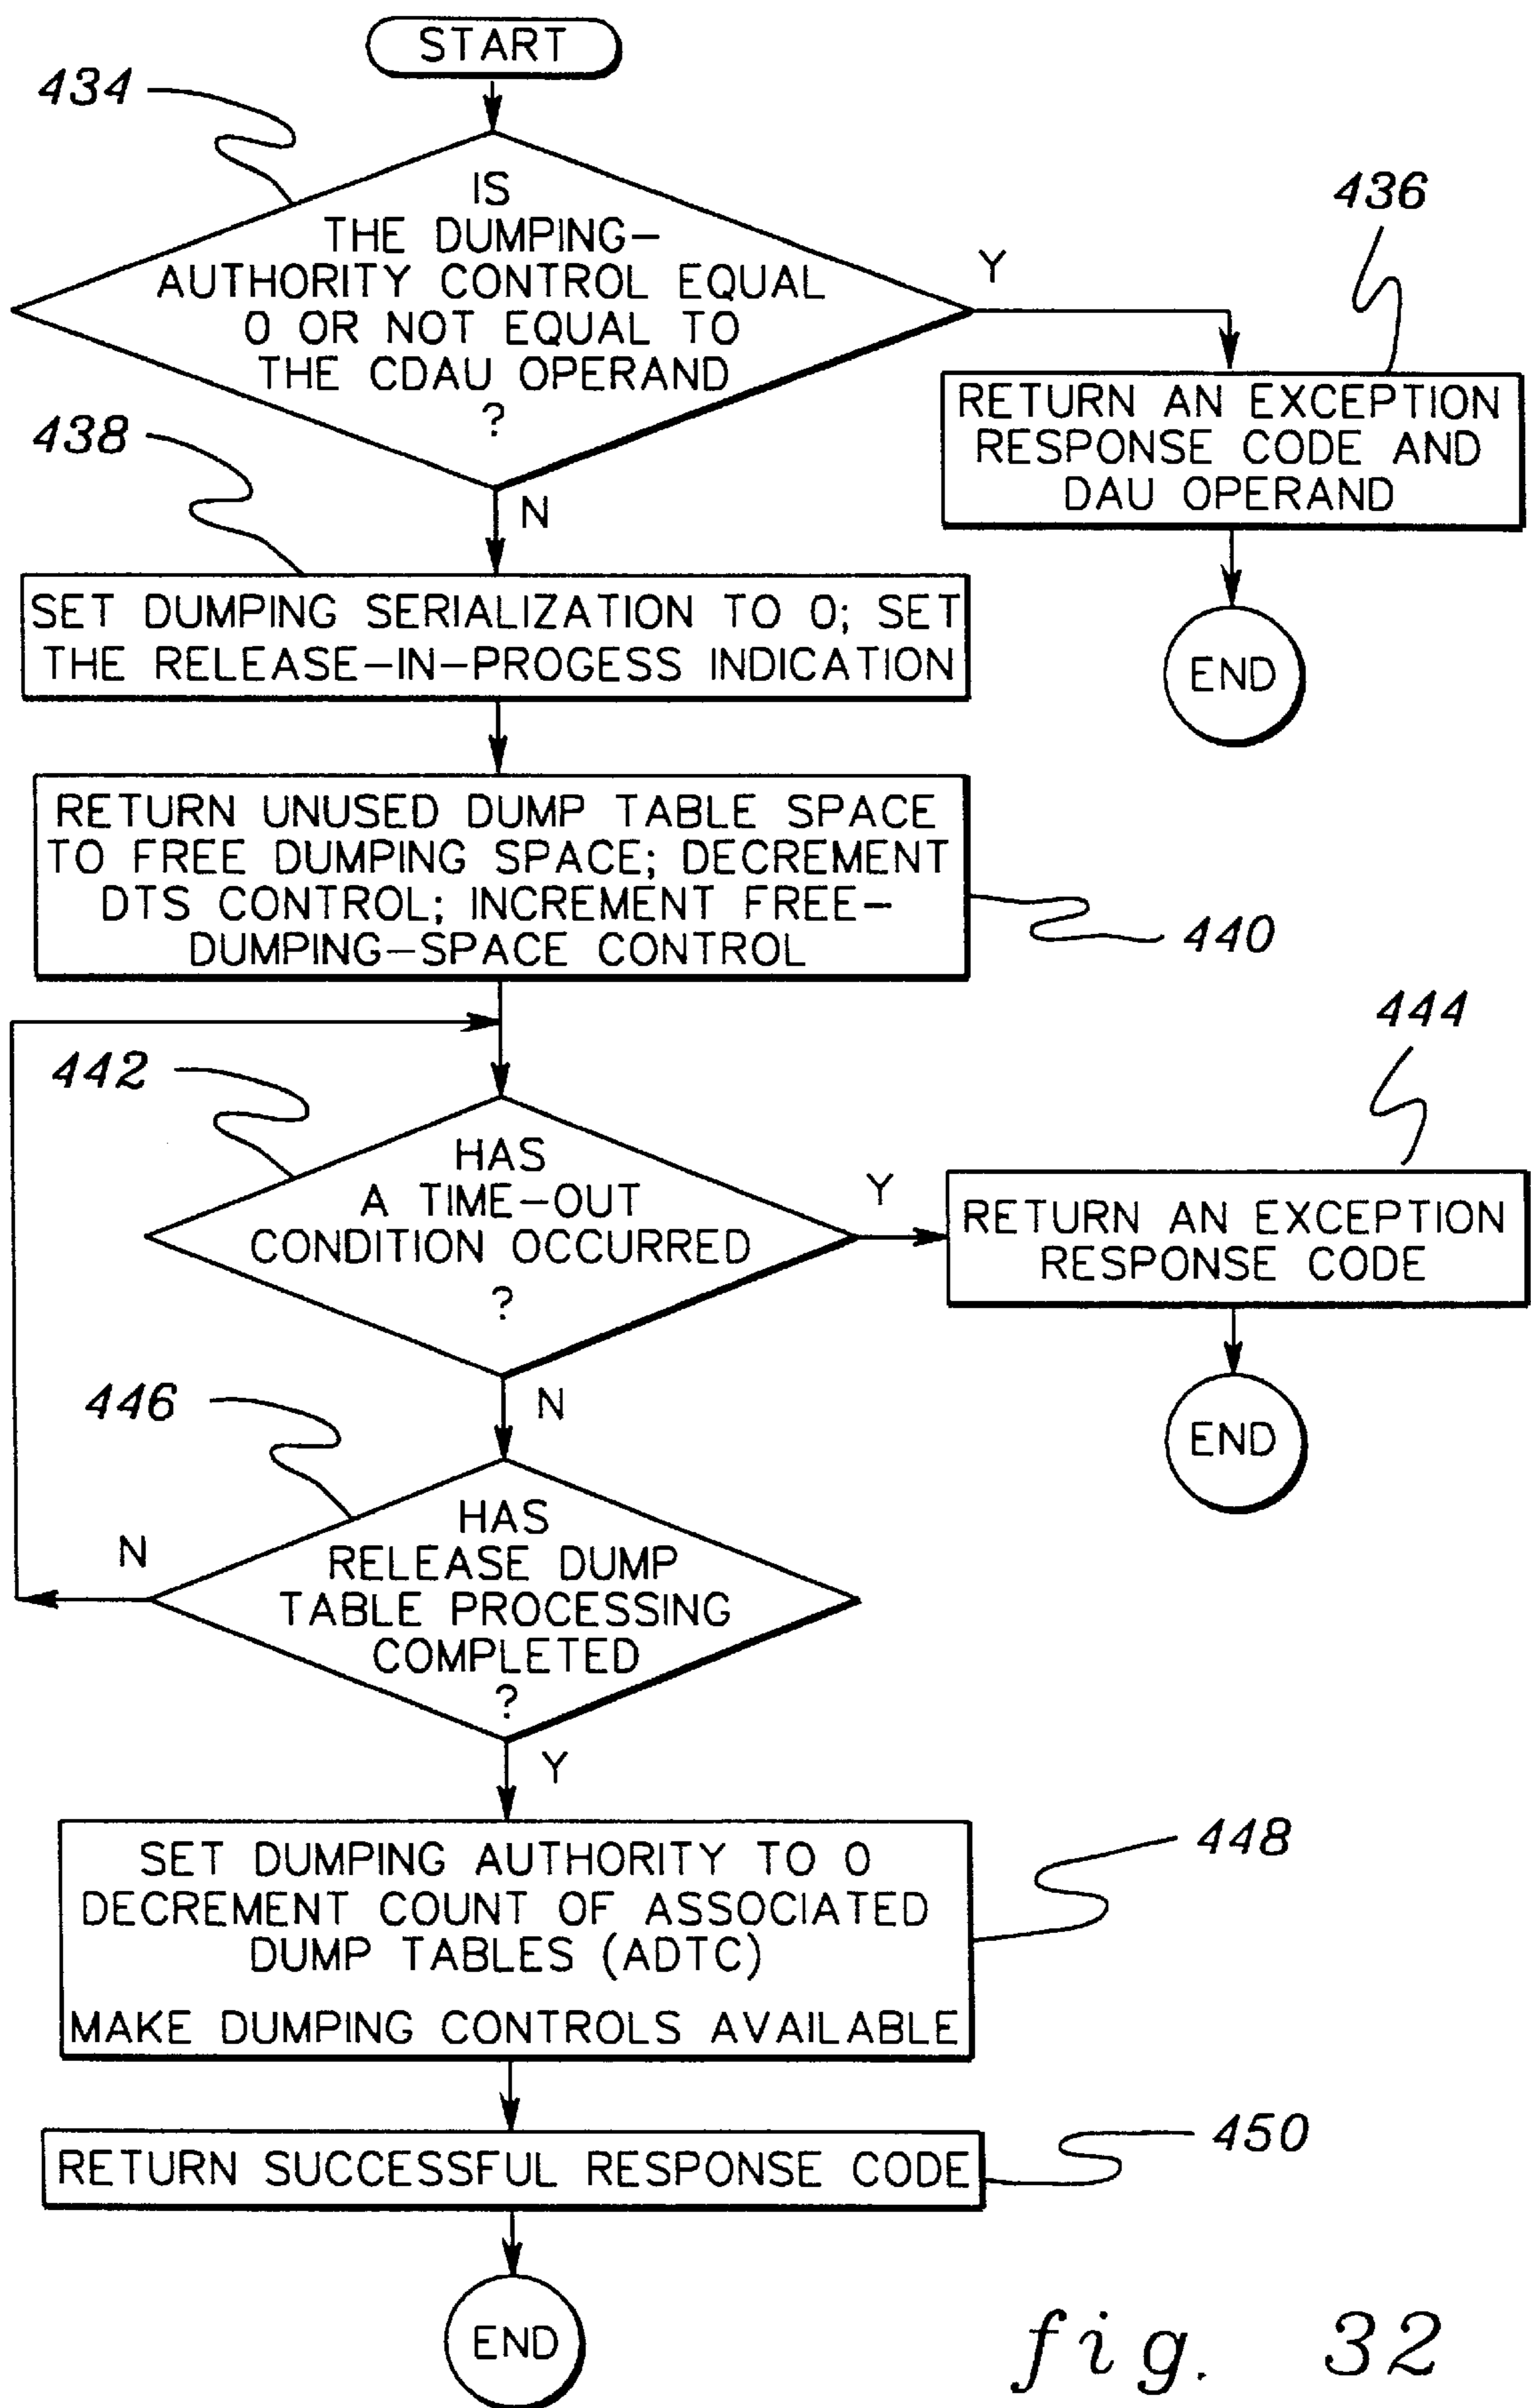 START
434
IS
THE DUMPING-
AUTHORITY CONTROL EQUAL
0 OR NOT EQUAL TO
THE CDAU OPERAND
?
Y
436
RETURN AN EXCEPTION
RESPONSE CODE AND
DAU OPERAND
END
N
438
SET DUMPING SERIALIZATION TO 0; SET
THE RELEASE-IN-PROGESS INDICATION
RETURN UNUSED DUMP TABLE SPACE
TO FREE DUMPING SPACE; DECREMENT
DTS CONTROL; INCREMENT FREE-
DUMPING-SPACE CONTROL
440
442
HAS
A TIME-OUT
CONDITION OCCURRED
?
Y
444
RETURN AN EXCEPTION
RESPONSE CODE
END
N
446
HAS
RELEASE DUMP
TABLE PROCESSING
COMPLETED
?
N
Y
SET DUMPING AUTHORITY TO 0
DECREMENT COUNT OF ASSOCIATED
DUMP TABLES (ADTC)
MAKE DUMPING CONTROLS AVAILABLE
448
RETURN SUCCESSFUL RESPONSE CODE
450
END
fig. 32